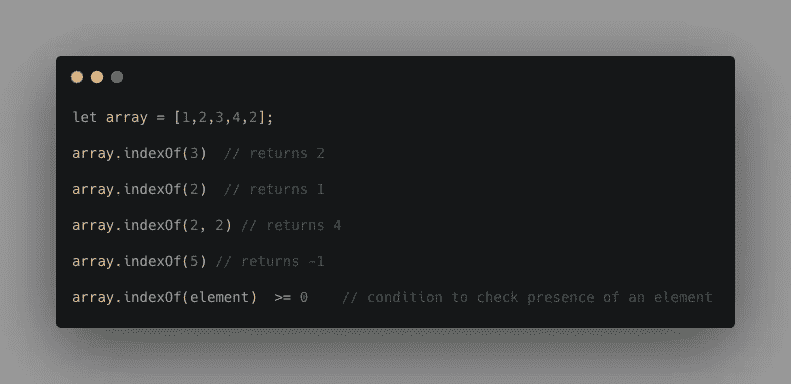 let array = [1,2,3,4,2];
array.indexOf(3)  // returns 2
array.indexOf(2)  // returns 1
array.indexOf(2, 2) // returns 4
array.indexOf(5) // returns -1
array.indexOf(element)  >= 0    // condition to check presence of an element